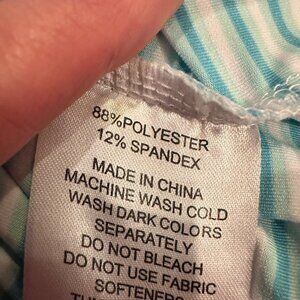 88%POLYESTER
12% SPANDEX
MADE IN CHINA
MACHINE WASH COLD
WASH DARK COLORS
SEPARATELY
DO NOT BLEACH
DO NOT USE FABRIC
SOFTENERS